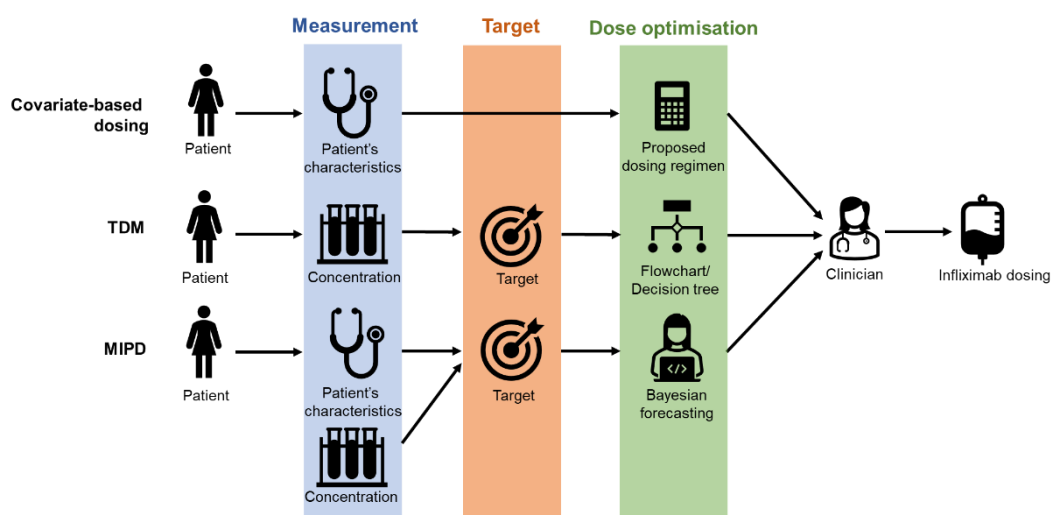 Measurement
Target
Dose optimisation
Covariate-based
dosing
Patient
Patient's
characteristics
Proposed
dosing regimen
TDM
Patient
Concentration
Target
Flowchart/
Decision tree
Clinician
Infliximab dosing
MIPD
Patient
Patient's
characteristics
Target
</>
Bayesian
forecasting
Concentration